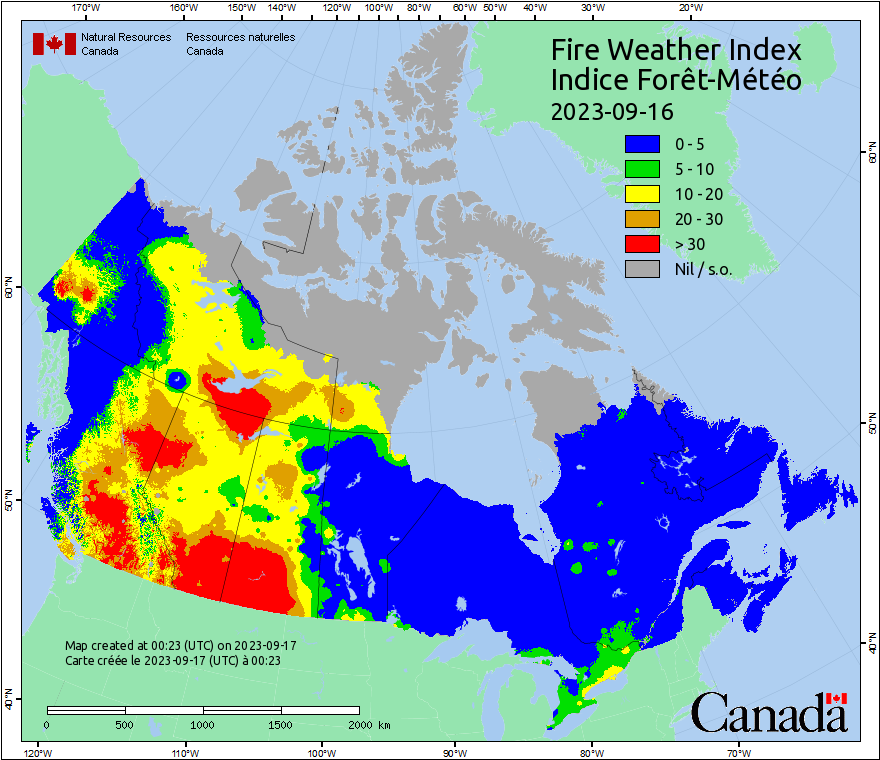 170°W 160°W 150°W 140°W 120°W 100°W 80°W 60°W 50°W 40°W 30°W 20°W
Natural Resources Ressources naturelles
Canada Canada
Fire Weather Index
Indice Forêt-Météo
2023-09-16
0 - 5
5 - 10
10 - 20
20 - 30
> 30
Nil / s.o.
60°N
60°N
50°N
50°N
40°N
40°N
Map created at 00:23 (UTC) on 2023-09-17
Carte créée le 2023-09-17 (UTC) à 00:23
0 500 1000 1500 2000 km
Canada
120°W 110°W 100°W 90°W 80°W 70°W